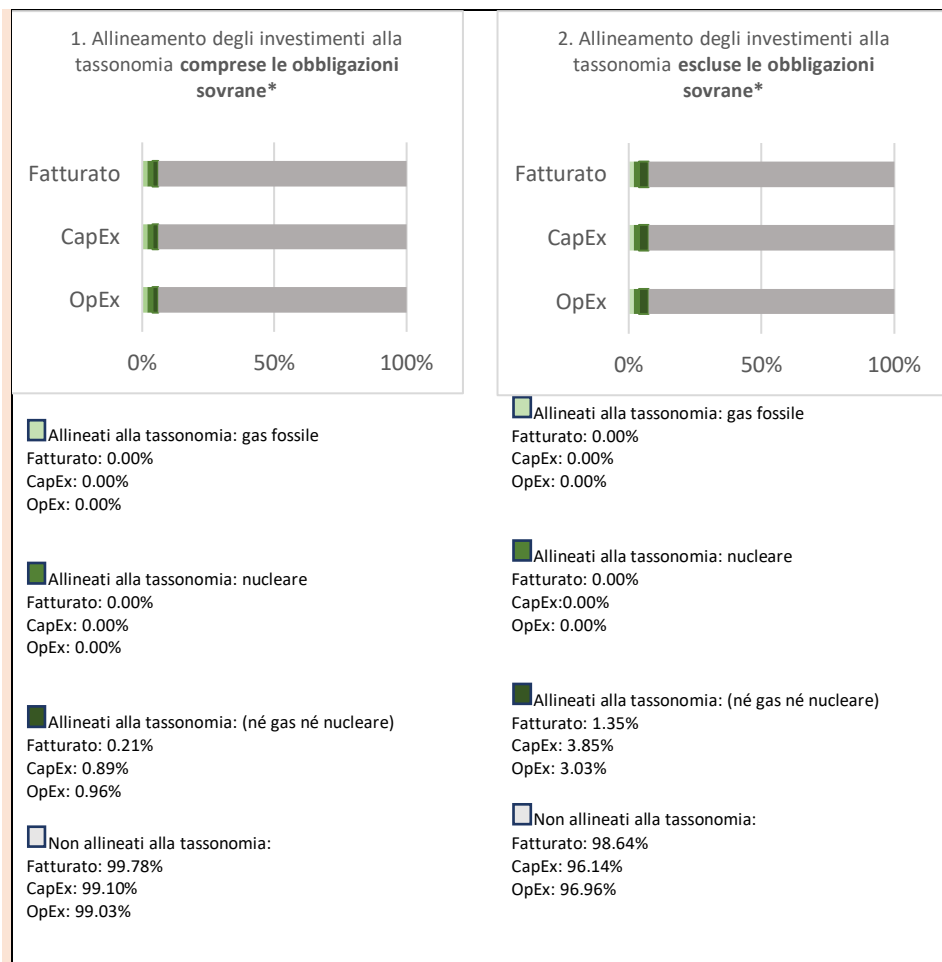 1. Allineamento degli investimenti alla
tassonomia comprese le obbligazioni
sovrane*
Fatturato
CapEx
OpEx
0%
50%
100%
Allineati alla tassonomia: gas fossile
Fatturato: 0.00%
CapEx: 0.00%
OpEx: 0.00%
Allineati alla tassonomia: nucleare
Fatturato: 0.00%
CapEx: 0.00%
OpEx: 0.00%
Allineati alla tassonomia: (né gas né nucleare)
Fatturato: 0.21%
CapEx: 0.89%
OpEx: 0.96%
Non allineati alla tassonomia:
Fatturato: 99.78%
CapEx: 99.10%
OpEx: 99.03%
2. Allineamento degli investimenti alla
tassonomia escluse le obbligazioni
sovrane*
Fatturato
CapEx
OpEx
0%
50%
100%
Allineati alla tassonomia: gas fossile
Fatturato: 0.00%
CapEx: 0.00%
OpEx: 0.00%
Allineati alla tassonomia: nucleare
Fatturato: 0.00%
CapEx:0.00%
OpEx: 0.00%
Allineati alla tassonomia: (né gas né nucleare)
Fatturato: 1.35%
CapEx: 3.85%
OpEx: 3.03%
Non allineati alla tassonomia:
Fatturato: 98.64%
CapEx: 96.14%
OpEx: 96.96%